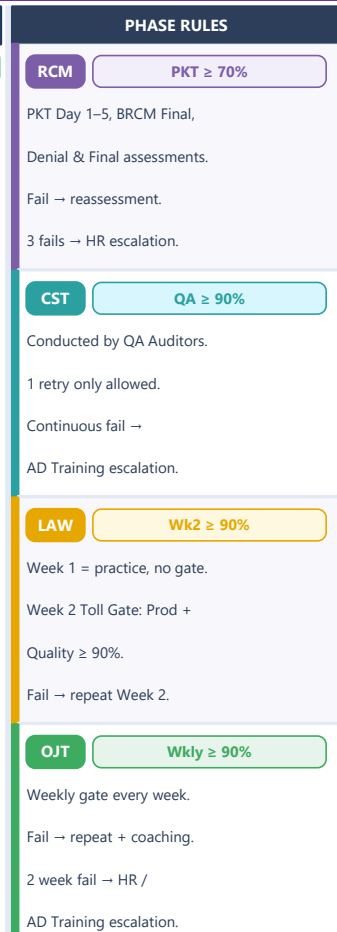 PHASE RULES
RCM
PKT ≥ 70%
PKT Day 1–5, BRCM Final,
Denial & Final assessments.
Fail → reassessment.
3 fails → HR escalation.
CST
QA ≥ 90%
Conducted by QA Auditors.
1 retry only allowed.
Continuous fail →
AD Training escalation.
LAW
Wk2 ≥ 90%
Week 1 = practice, no gate.
Week 2 Toll Gate: Prod +
Quality ≥ 90%.
Fail → repeat Week 2.
OJT
Wkly ≥ 90%
Weekly gate every week.
Fail → repeat + coaching.
2 week fail → HR /
AD Training escalation.